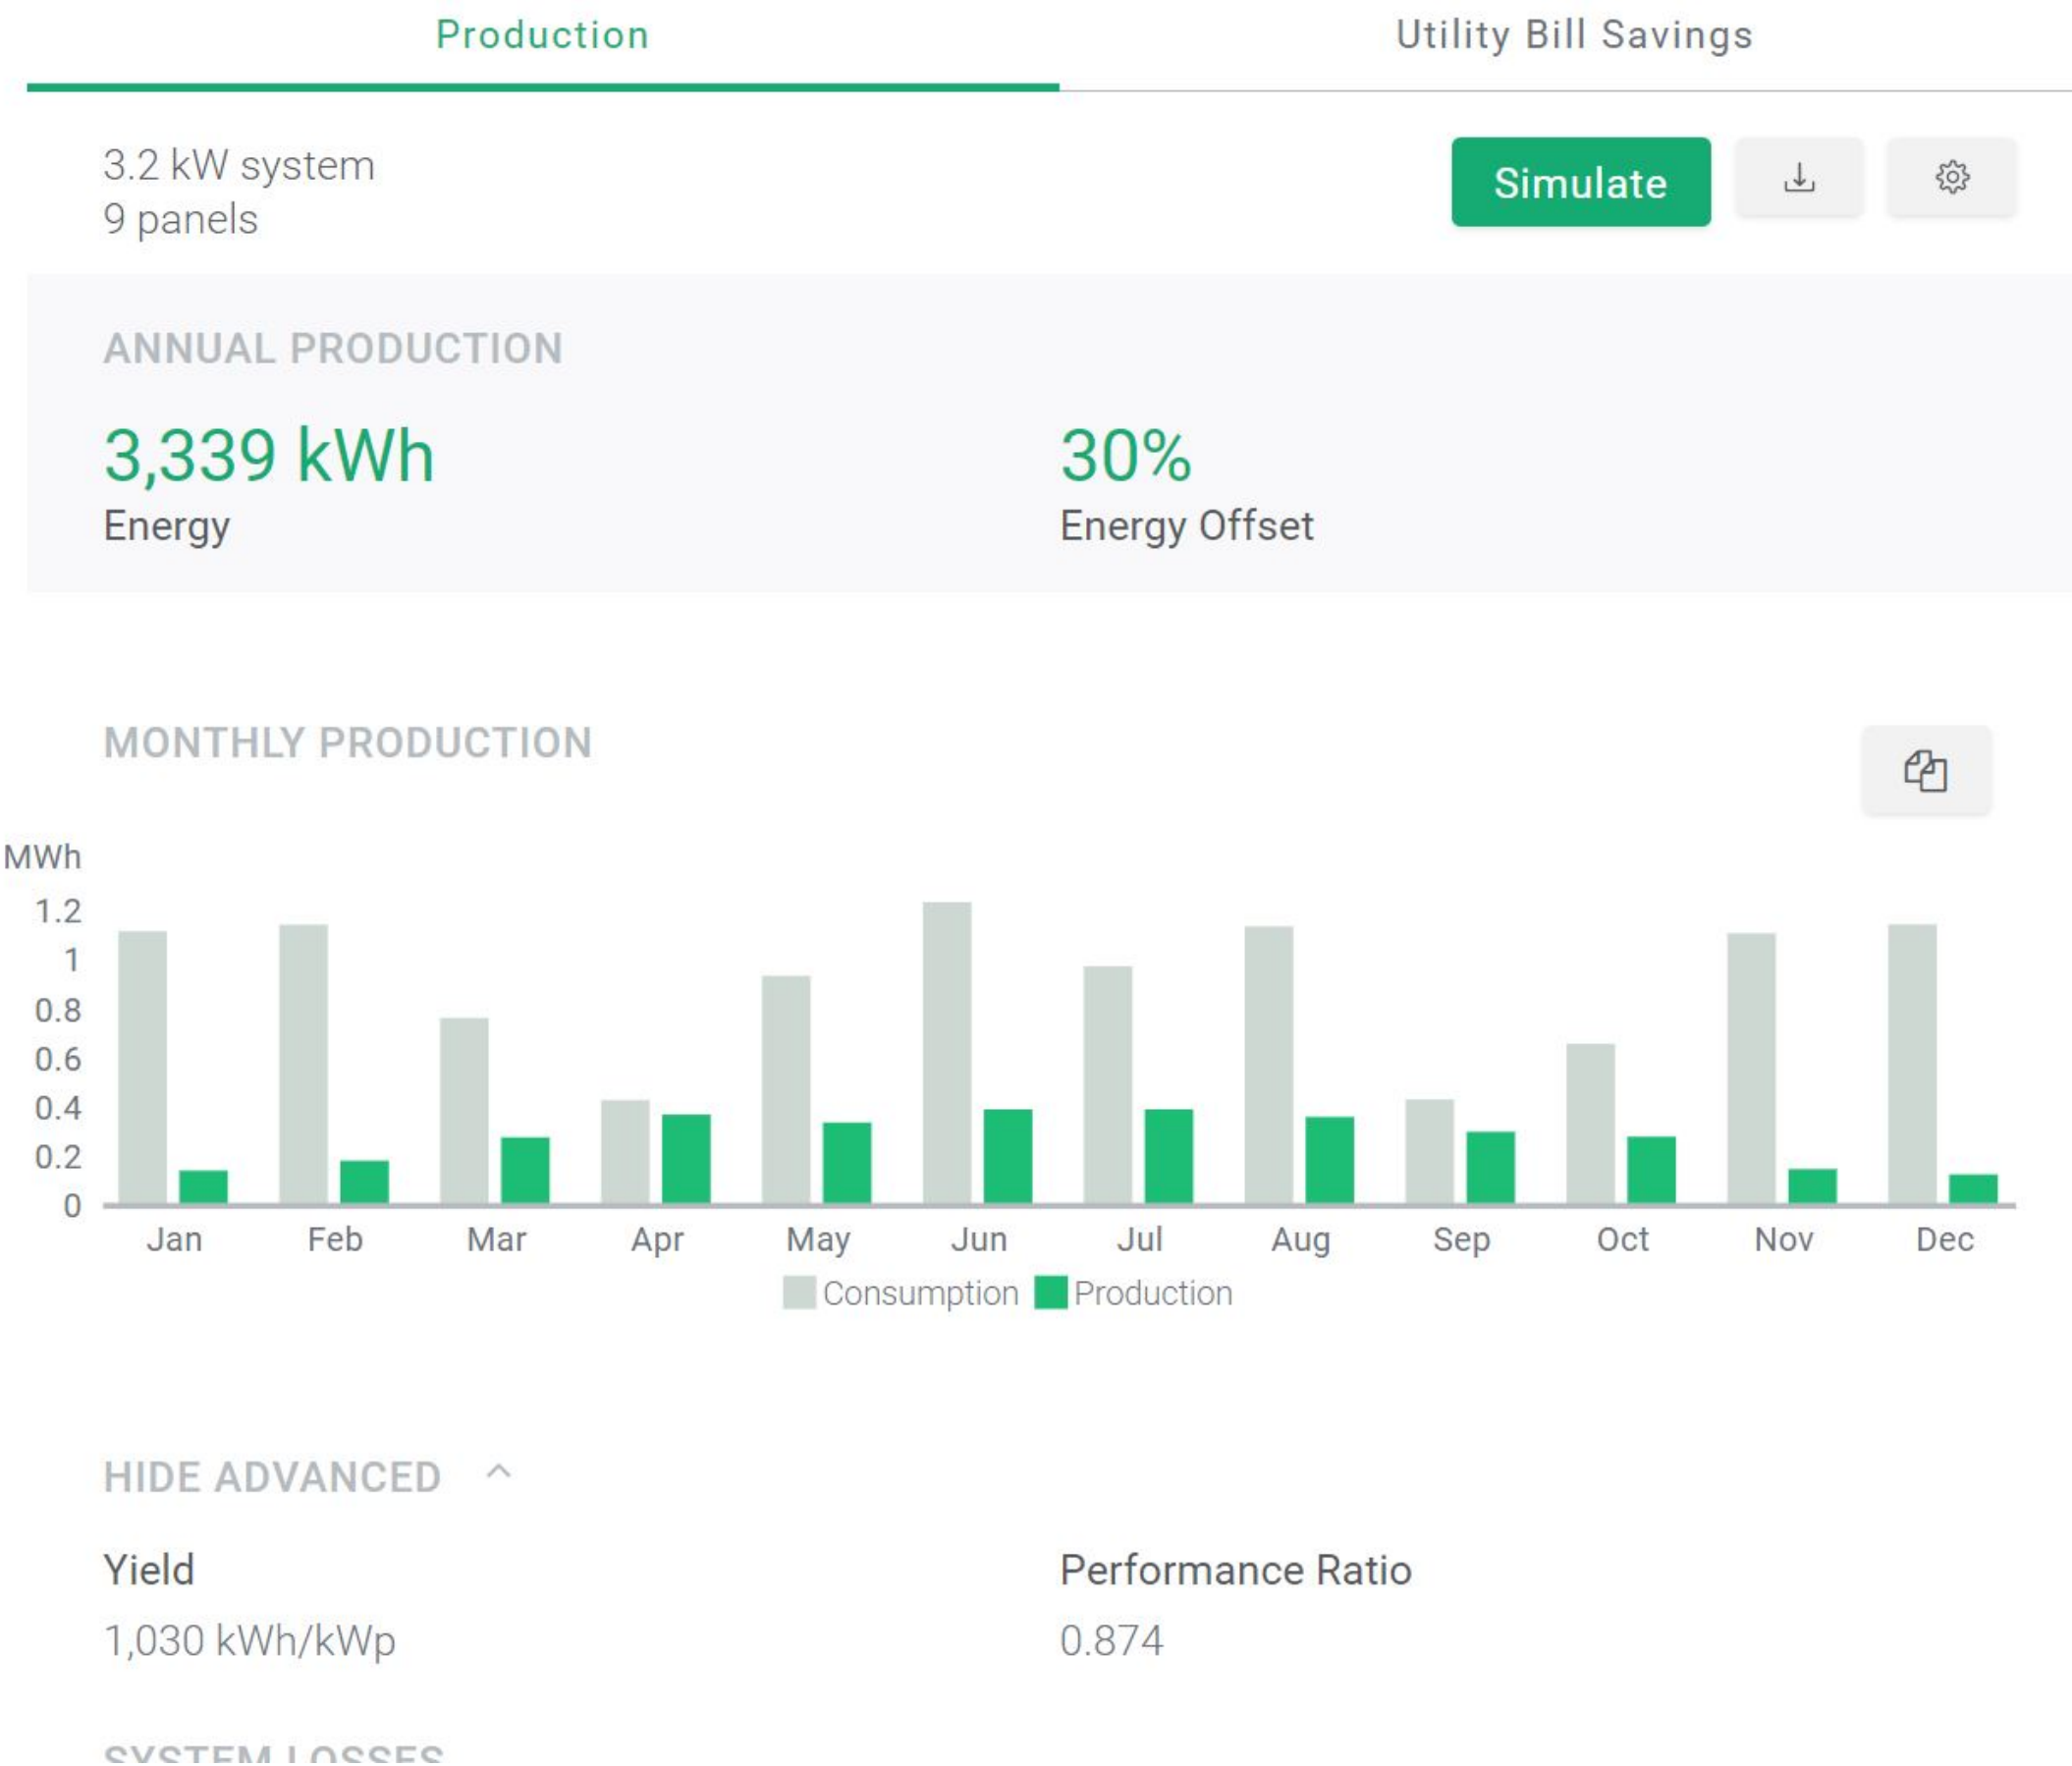 Production
Utility Bill Savings
3.2 kW system
9 panels
Simulate
ANNUAL PRODUCTION
3,339 kWh
Energy
30%
Energy Offset
MONTHLY PRODUCTION
MWh
1.2
1
0.8
0.6
0.4
0.2
0
Jan Feb Mar Apr May Jun Jul Aug Sep Oct Nov Dec
Consumption Production
HIDE ADVANCED
Yield
1,030 kWh/kWp
Performance Ratio
0.874
SYSTEM LOSSES